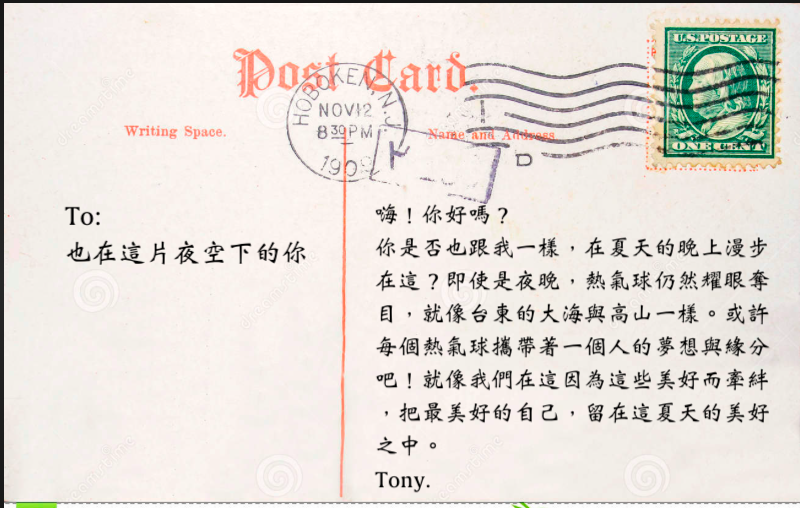 Post Card.
U.S. POSTAGE
HOBOKEN, N.J.
NOV 12
8 30 PM
1909
Writing Space.
Name and Address
D
ONE CENT
To:
也在這片夜空下的你
嗨！你好嗎？
你是否也跟我一樣，在夏天的晚上漫步
在這？即使是夜晚，熱氣球仍然耀眼奪
目，就像台東的大海與高山一樣。或許
每個熱氣球攜帶著一個人的夢想與緣分
吧！就像我們在這因為這些美好而牽絆
，把最美好的自己，留在這夏天的美好
之中。
Tony.